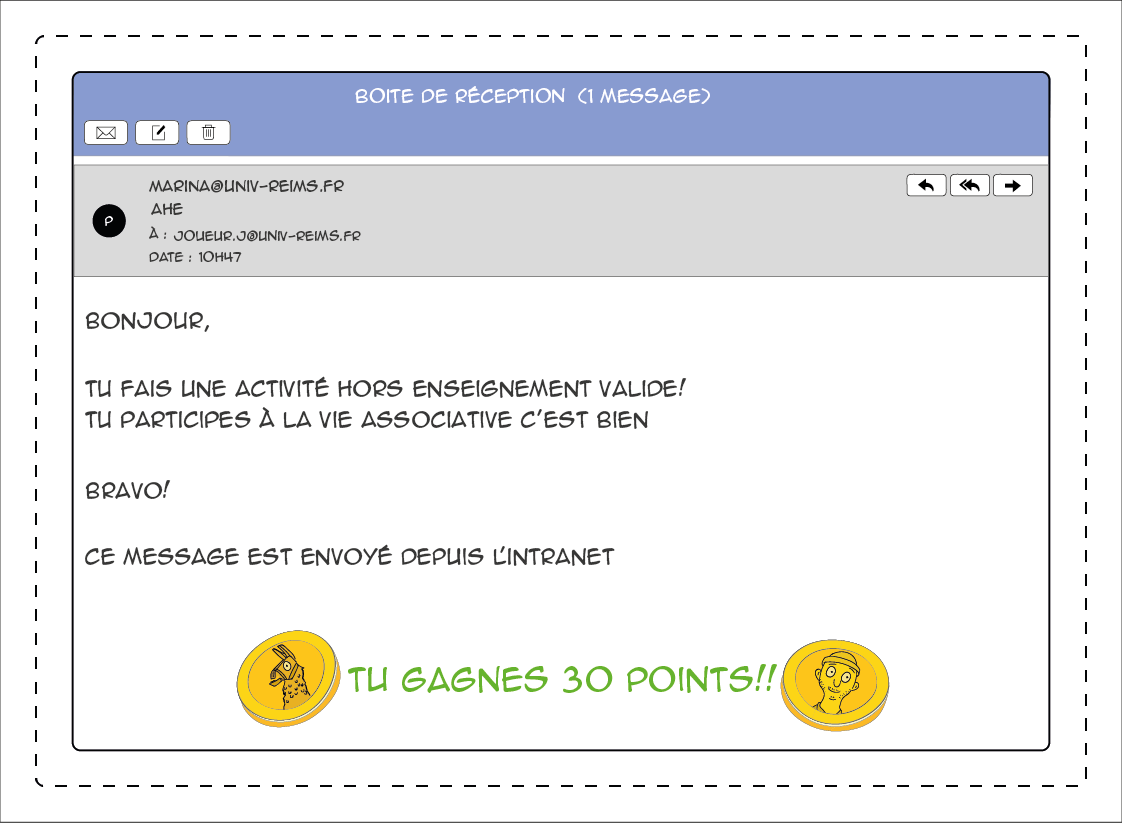 BOITE DE RÉCEPTION (1 MESSAGE)
MARINA@UNIV-REIMS.FR
AHE
P
À : JOUEUR.J@UNIV-REIMS.FR
DATE : 10H47
BONJOUR,
TU FAIS UNE ACTIVITÉ HORS ENSEIGNEMENT VALIDE!
TU PARTICIPES À LA VIE ASSOCIATIVE C'EST BIEN
BRAVO!
CE MESSAGE EST ENVOYÉ DEPUIS L'INTRANET
TU GAGNES 30 POINTS!!